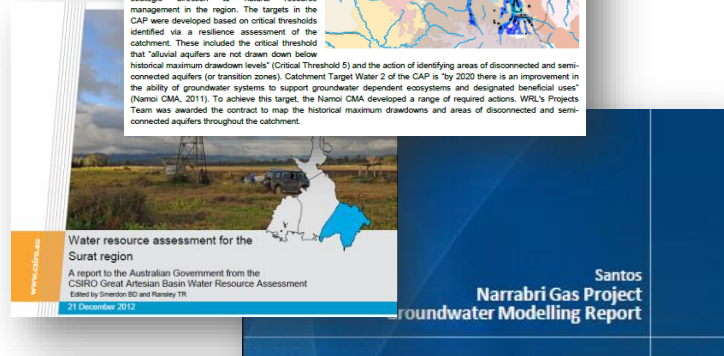 management in the region. The targets in the
CAP were developed based on critical thresholds
identified via a resilience assessment of the
catchment. These included the critical threshold
that "alluvial aquifers are not drawn down below
historical maximum drawdown levels" (Critical Threshold 5) and the action of identifying areas of disconnected and semi-
connected aquifers (or transition zones). Catchment Target Water 2 of the CAP is "by 2020 there is an improvement in
the ability of groundwater systems to support groundwater dependent ecosystems and designated beneficial uses"
(Namoi CMA, 2011). To achieve this target, the Namoi CMA developed a range of required actions. WRL's Projects
Team was awarded the contract to map the historical maximum drawdowns and areas of disconnected and semi-
connected aquifers throughout the catchment.
www.csiro.au
Water resource assessment for the
Surat region
A report to the Australian Government from the
CSIRO Great Artesian Basin Water Resource Assessment
Edited by Smerdon BD and Ransley TR
21 December 2012
Santos
Narrabri Gas Project
roundwater Modelling Report